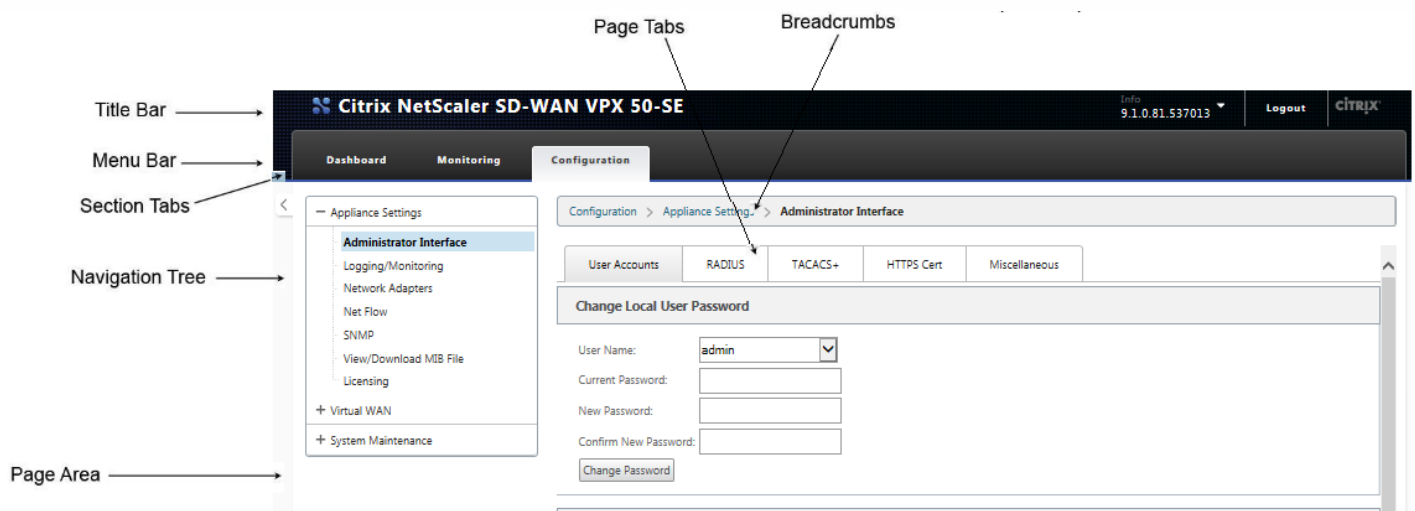 Page Tabs
Breadcrumbs
Title Bar
Citrix NetScaler SD-WAN VPX 50-SE
Info
9.1.0.81.537013
Logout
CITRIX
Menu Bar
Dashboard
Monitoring
Configuration
Section Tabs
Appliance Settings
Configuration > Appliance > Administrator Interface
Administrator Interface
Logging/Monitoring
Navigation Tree
Network Adapters
Net Flow
SNMP
View/Download MIB File
Licensing
+ Virtual WAN
+ System Maintenance
User Accounts
RADIUS
TACACS+
HTTPS Cert
Miscellaneous
Change Local User Password
User Name:
admin
Current Password:
New Password:
Confirm New Password:
Change Password
Page Area